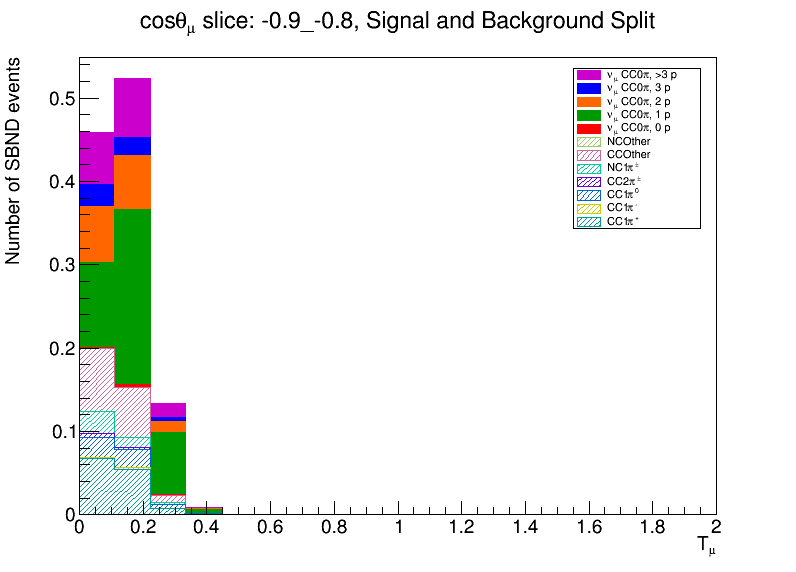 cosθμ slice: -0.9_-0.8, Signal and Background Split
Number of SBND events
0.5
0.4
0.3
0.2
0.1
0
0 0.2 0.4 0.6 0.8 1 1.2 1.4 1.6 1.8 2
Tμ
νμ CC0π, >3 p
νμ CC0π, 3 p
νμ CC0π, 2 p
νμ CC0π, 1 p
νμ CC0π, 0 p
NCOther
CCOther
NC1π±
CC2π±
CC1π0
CC1π-
CC1π+